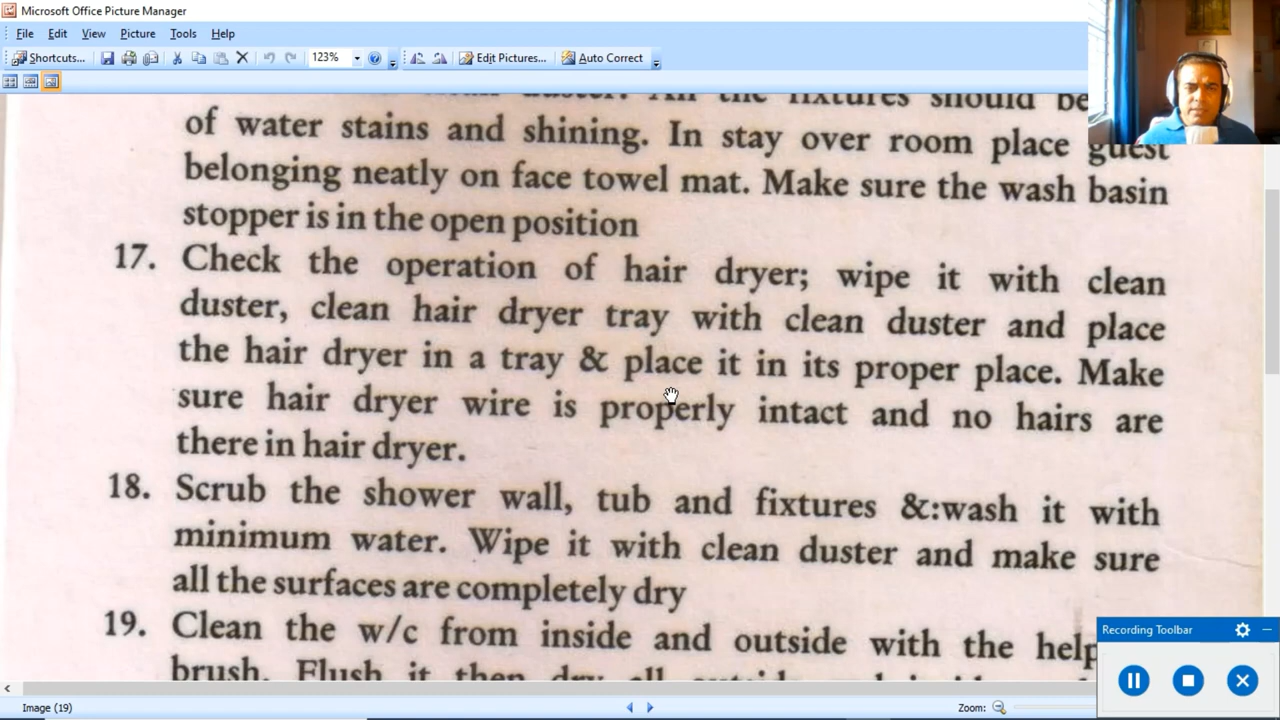 Microsoft Office Picture Manager
File Edit View Picture Tools Help
Shortcuts... 123% Edit Pictures... Auto Correct
of water stains and shining. In stay over room place guest
belonging neatly on face towel mat. Make sure the wash basin
stopper is in the open position
17. Check the operation of hair dryer; wipe it with clean
duster, clean hair dryer tray with clean duster and place
the hair dryer in a tray & place it in its proper place. Make
sure hair dryer wire is properly intact and no hairs are
there in hair dryer.
18. Scrub the shower wall, tub and fixtures &:wash it with
minimum water. Wipe it with clean duster and make sure
all the surfaces are completely dry
19. Clean the w/c from inside and outside with the help
brush. Flush it then dry all
Recording Toolbar
Image (19) Zoom: